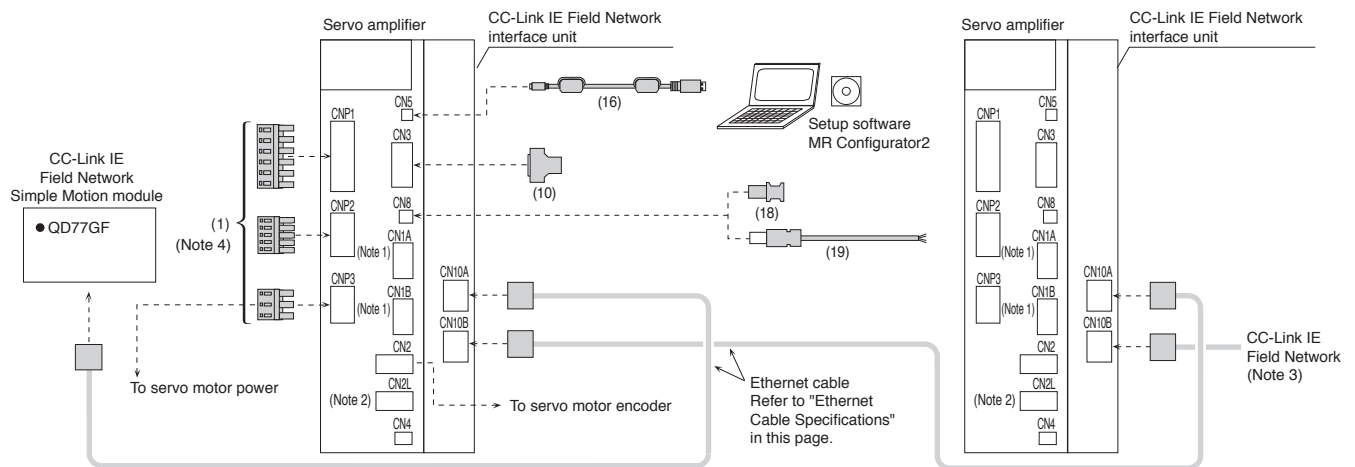 Servo amplifier
CC-Link IE Field Network
interface unit
CN5
CNP1
CN3
CN8
CNP2
CN1A
(Note 1)
CNP3
CN1B
(Note 1)
CN2
CN2L
(Note 2)
CN4
CN10A
CN10B
(16)
Setup software
MR Configurator2
(10)
(18)
(19)
CC-Link IE
Field Network
Simple Motion module
● QD77GF
(1)
(Note 4)
To servo motor power
To servo motor encoder
Ethernet cable
Refer to "Ethernet
Cable Specifications"
in this page.
Servo amplifier
CC-Link IE Field Network
interface unit
CN5
CNP1
CN3
CN8
CNP2
CN1A
(Note 1)
CNP3
CN1B
(Note 1)
CN2
CN2L
(Note 2)
CN4
CN10A
CN10B
CC-Link IE
Field Network
(Note 3)